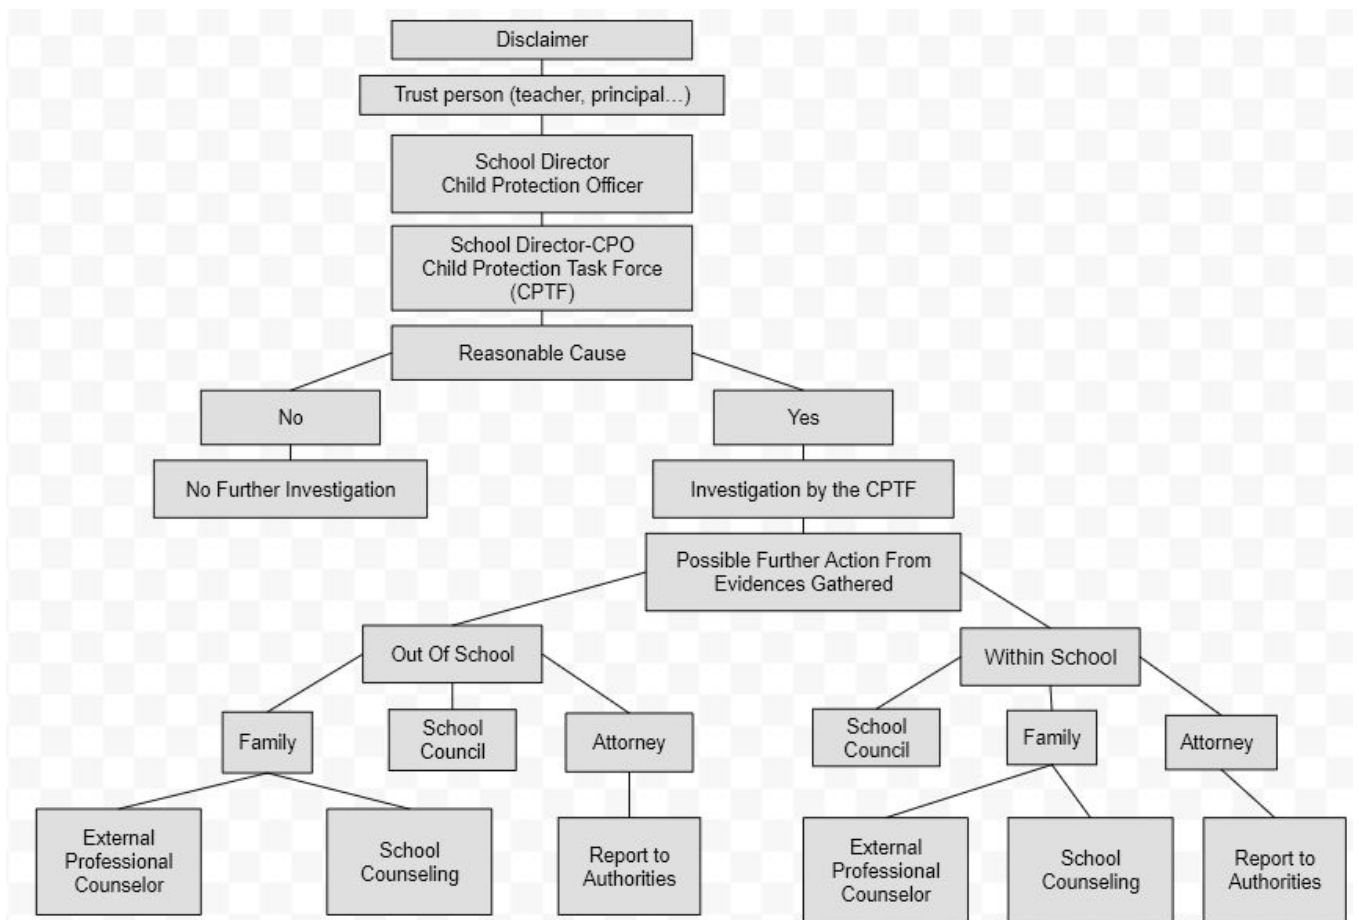 Disclaimer
Trust person (teacher, principal…)
School Director
Child Protection Officer
School Director-CPO
Child Protection Task Force
(CPTF)
Reasonable Cause
No
Yes
No Further Investigation
Investigation by the CPTF
Possible Further Action From
Evidences Gathered
Out Of School
Within School
Family
School
Council
Attorney
School
Council
Family
Attorney
External
Professional
Counselor
School
Counseling
Report to
Authorities
External
Professional
Counselor
School
Counseling
Report to
Authorities